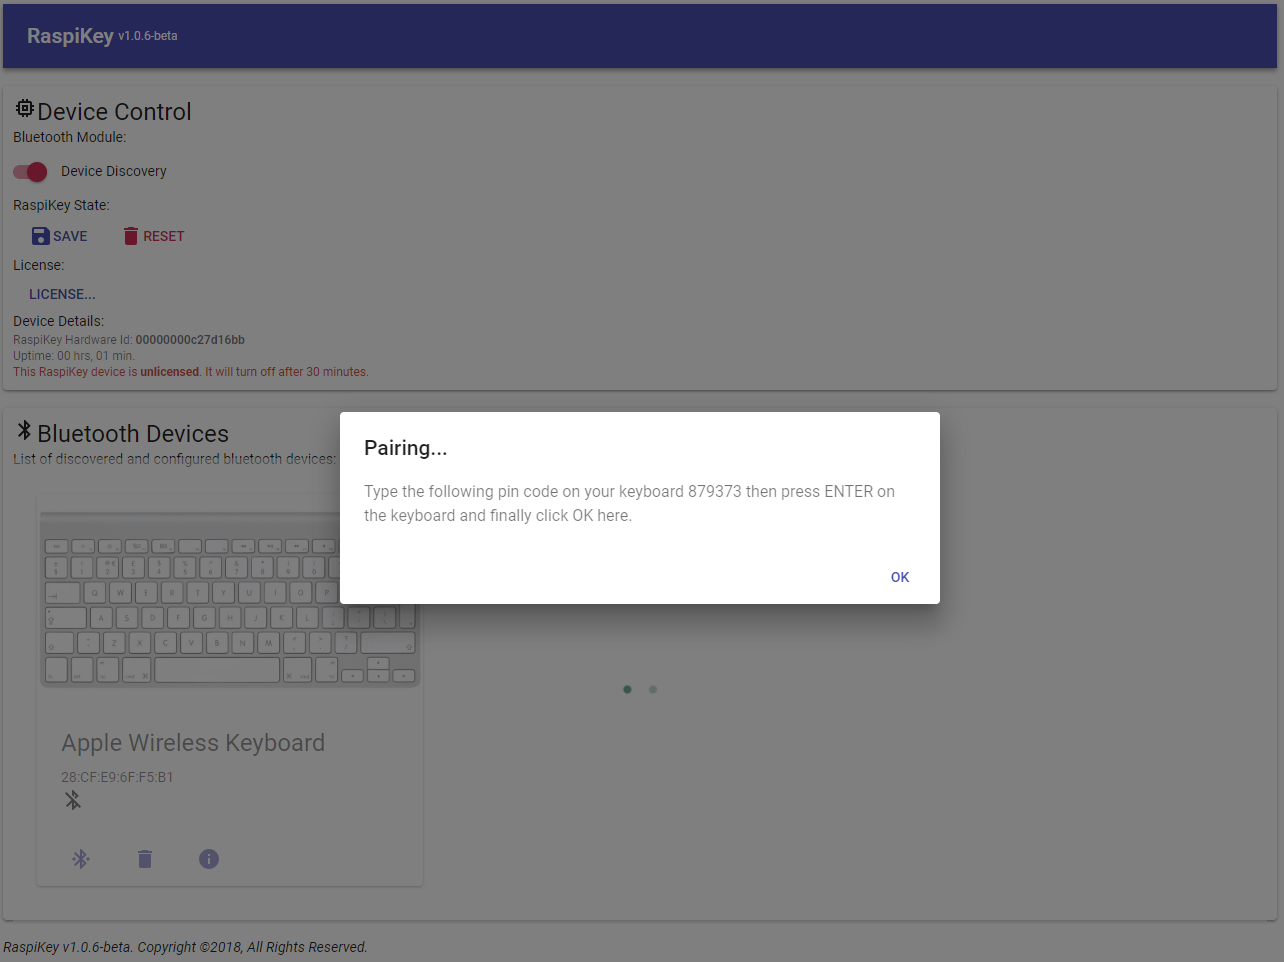 RaspiKey v1.0.6-beta
Device Control
Bluetooth Module:
Device Discovery
RaspiKey State:
SAVE RESET
License:
LICENSE...
Device Details:
RaspiKey Hardware Id: 00000000c27d16bb
Uptime: 00 hrs, 01 min.
This RaspiKey device is unlicensed. It will turn off after 30 minutes.
Bluetooth Devices
List of discovered and configured bluetooth devices:
Pairing...
Type the following pin code on your keyboard 879373 then press ENTER on
the keyboard and finally click OK here.
OK
Q W E R T Y U I O P
A S D F G H J K L
Z X C V B N M
Apple Wireless Keyboard
28:CF:E9:6F:F5:B1
RaspiKey v1.0.6-beta. Copyright ©2018, All Rights Reserved.